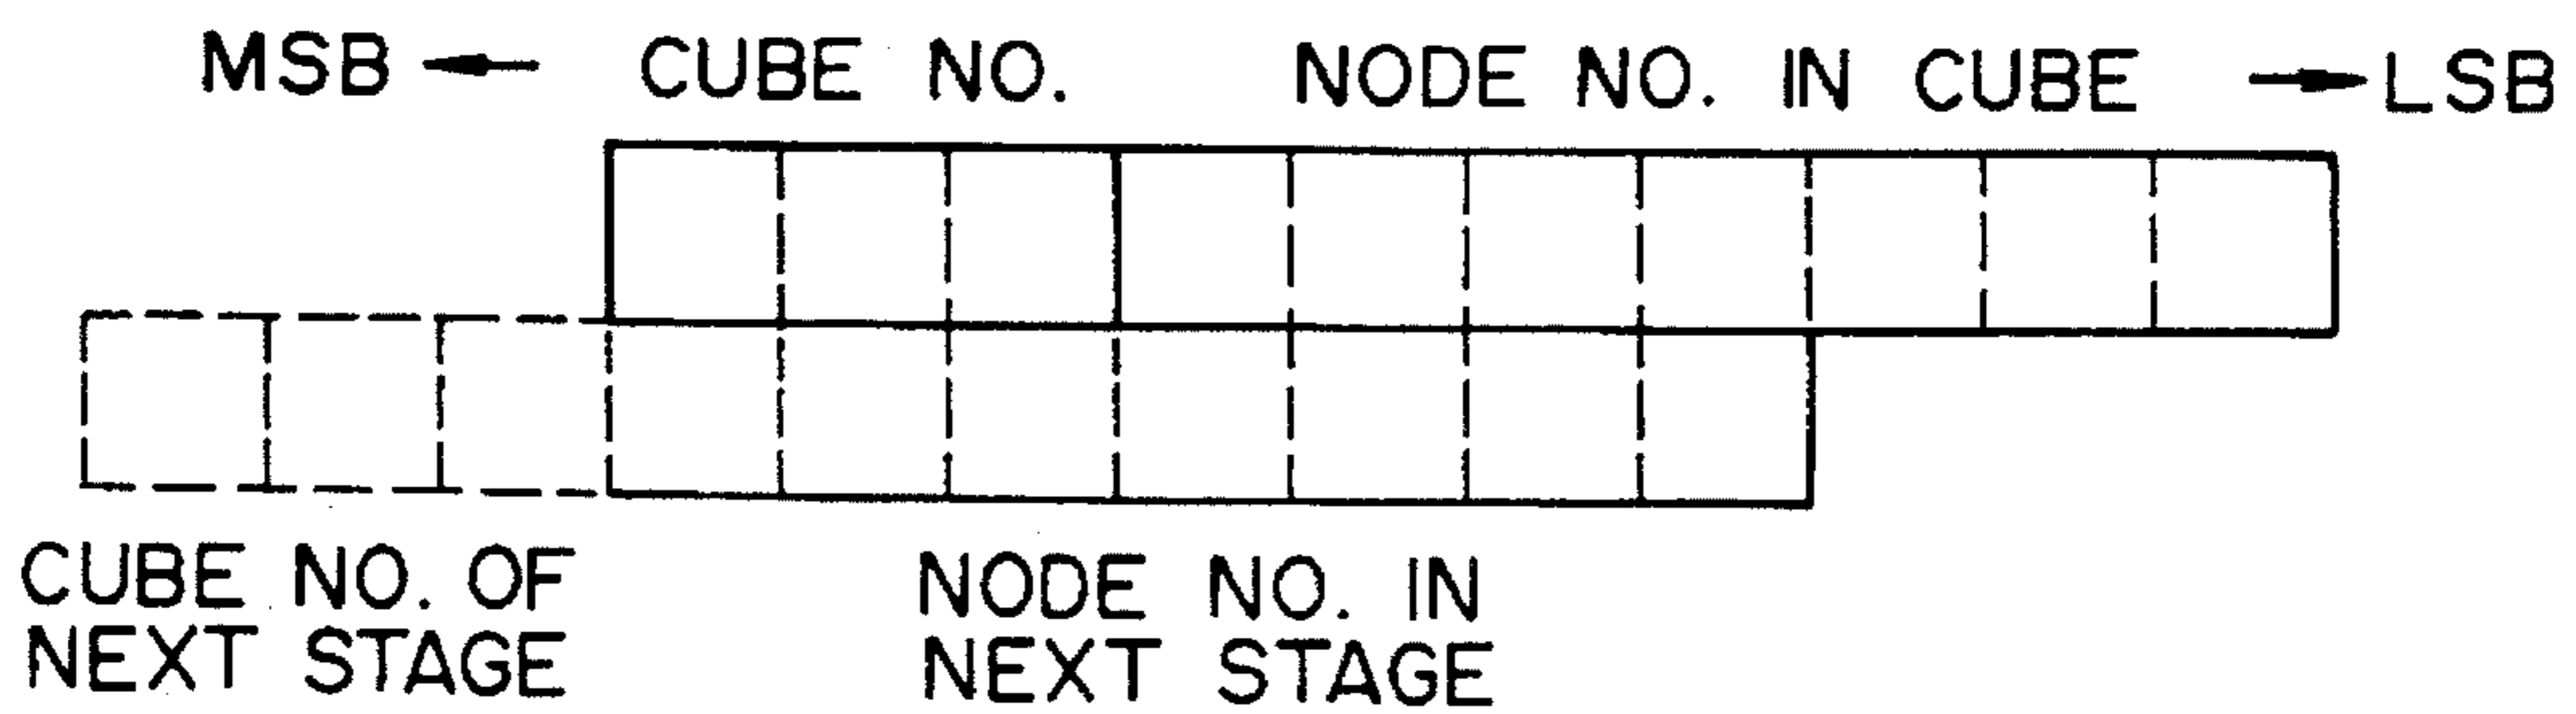 MSB ← CUBE NO. NODE NO. IN CUBE → LSB
CUBE NO. OF
NEXT STAGE
NODE NO. IN
NEXT STAGE